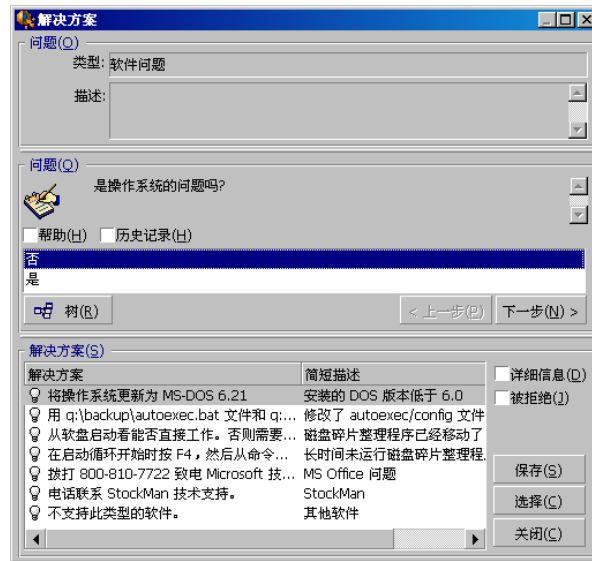 解决方案
问题(O)
类型: 软件问题
描述:
问题(Q)
是操作系统的问题吗?
帮助(H) 历史记录(H)
否
是
树(R) < 上一步(P) 下一步(N) >
解决方案(S)
解决方案 简短描述
将操作系统更新为 MS-DOS 6.21 安装的 DOS 版本低于 6.0
用 q:\backup\autoexec.bat 文件和 q:... 修改了 autoexec/config 文件
从软盘启动看能否直接工作。否则需要... 磁盘碎片整理程序已经移动了
在启动循环开始时按 F4，然后从命令... 长时间未运行磁盘碎片整理程.
拨打 800-810-7722 致电 Microsoft 技... MS Office 问题
电话联系 StockMan 技术支持。 StockMan
不支持此类型的软件。 其他软件
详细信息(D)
被拒绝(J)
保存(S)
选择(C)
关闭(C)